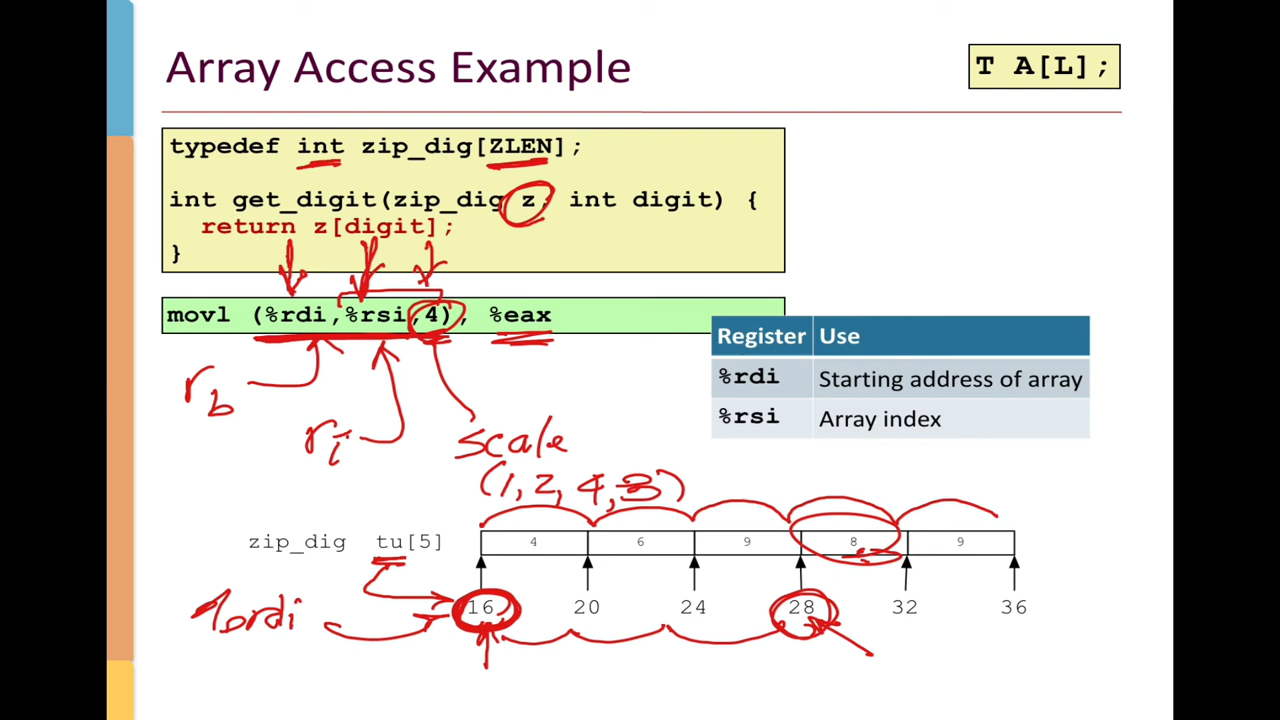 Array Access Example
T A[L];
typedef int zip_dig[ZLEN];
int get_digit(zip_dig z, int digit) {
return z[digit];
}
movl (%rdi,%rsi,4), %eax
Register Use
%rdi Starting address of array
%rsi Array index
rb
ri
scale
(1, 2, 4, 8)
zip_dig tu[5] 4 6 9 8 9
%rdi
16 20 24 28 32 36